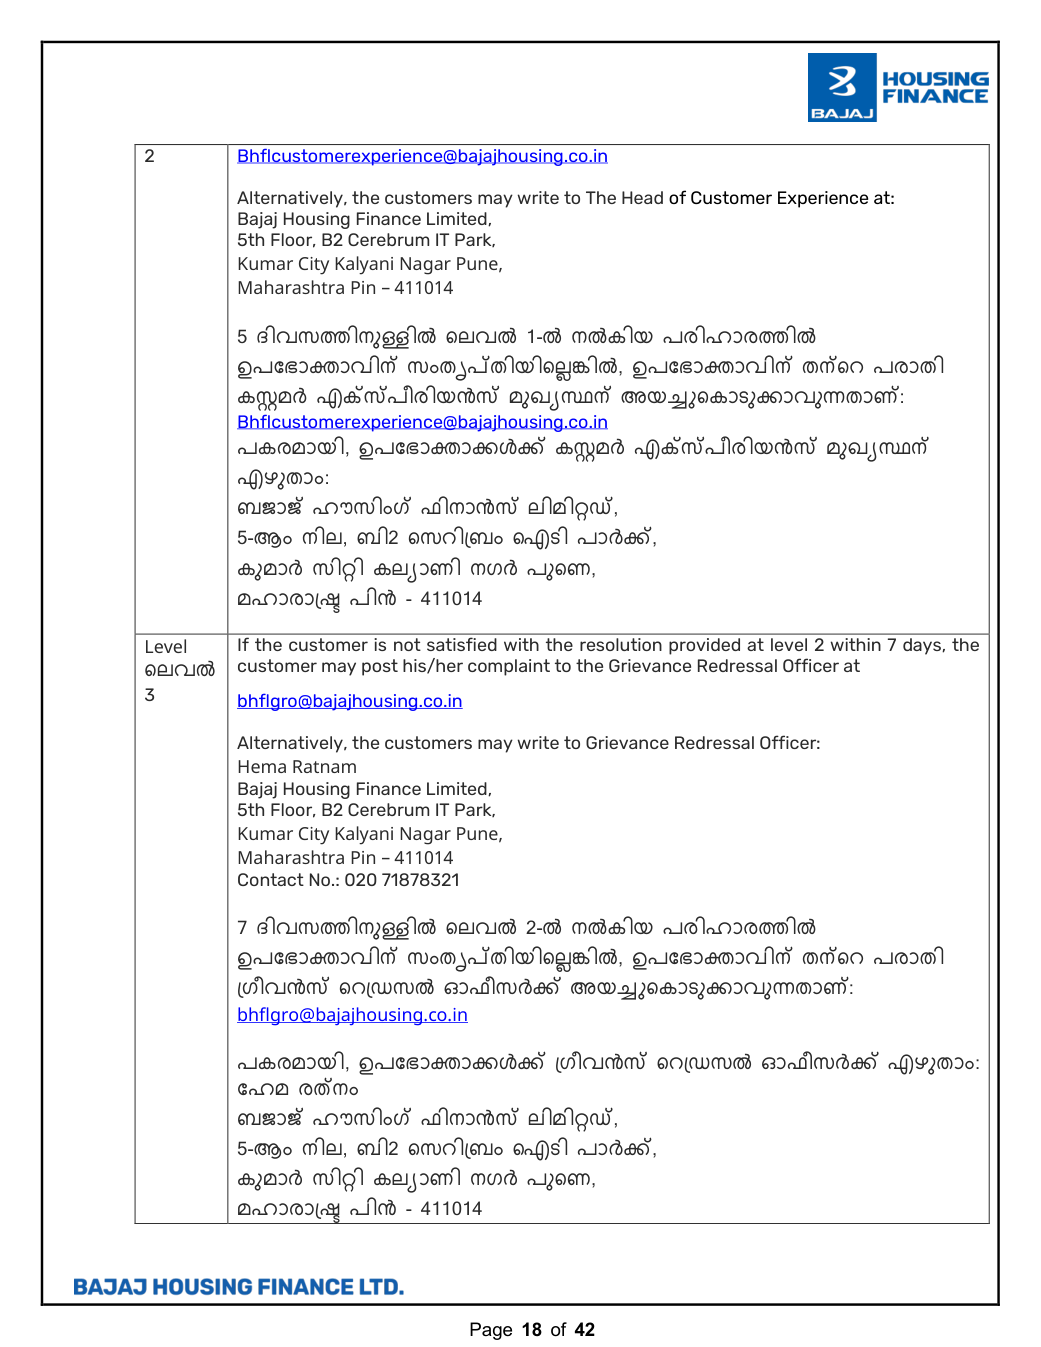 HOUSING
FINANCE
BAJAJ
2
Bhflcustomerexperience@bajajhousing.co.in
Alternatively, the customers may write to The Head of Customer Experience at:
Bajaj Housing Finance Limited,
5th Floor, B2 Cerebrum IT Park,
Kumar City Kalyani Nagar Pune,
Maharashtra Pin – 411014
5 ദിവസത്തിനുള്ളിൽ ലെവൽ 1-ൽ നൽകിയ പരിഹാരത്തിൽ
ഉപഭോക്താവിന് സംതൃപ്തിയില്ലെങ്കിൽ, ഉപഭോക്താവിന് തന്റെ പരാതി
കസ്റ്റമർ എക്സ്പീരിയൻസ് മുഖ്യസ്ഥന് അയച്ചുകൊടുക്കാവുന്നതാണ്:
Bhflcustomerexperience@bajajhousing.co.in
പകരമായി, ഉപഭോക്താക്കൾക്ക് കസ്റ്റമർ എക്സ്പീരിയൻസ് മുഖ്യസ്ഥന്
എഴുതാം:
ബജാജ് ഹൗസിംഗ് ഫിനാൻസ് ലിമിറ്റഡ്,
5-ആം നില, ബി2 സെറിബ്രം ഐടി പാർക്ക്,
കുമാർ സിറ്റി കല്യാണി നഗർ പുണെ,
മഹാരാഷ്ട്ര പിൻ - 411014
Level
ലെവൽ
3
If the customer is not satisfied with the resolution provided at level 2 within 7 days, the
customer may post his/her complaint to the Grievance Redressal Officer at
bhflgro@bajajhousing.co.in
Alternatively, the customers may write to Grievance Redressal Officer:
Hema Ratnam
Bajaj Housing Finance Limited,
5th Floor, B2 Cerebrum IT Park,
Kumar City Kalyani Nagar Pune,
Maharashtra Pin – 411014
Contact No.: 020 71878321
7 ദിവസത്തിനുള്ളിൽ ലെവൽ 2-ൽ നൽകിയ പരിഹാരത്തിൽ
ഉപഭോക്താവിന് സംതൃപ്തിയില്ലെങ്കിൽ, ഉപഭോക്താവിന് തന്റെ പരാതി
ഗ്രീവൻസ് റെഡ്രസൽ ഓഫീസർക്ക് അയച്ചുകൊടുക്കാവുന്നതാണ്:
bhflgro@bajajhousing.co.in
പകരമായി, ഉപഭോക്താക്കൾക്ക് ഗ്രീവൻസ് റെഡ്രസൽ ഓഫീസർക്ക് എഴുതാം:
ഹേമ രത്നം
ബജാജ് ഹൗസിംഗ് ഫിനാൻസ് ലിമിറ്റഡ്,
5-ആം നില, ബി2 സെറിബ്രം ഐടി പാർക്ക്,
കുമാർ സിറ്റി കല്യാണി നഗർ പുണെ,
മഹാരാഷ്ട്ര പിൻ - 411014
BAJAJ HOUSING FINANCE LTD.
Page 18 of 42